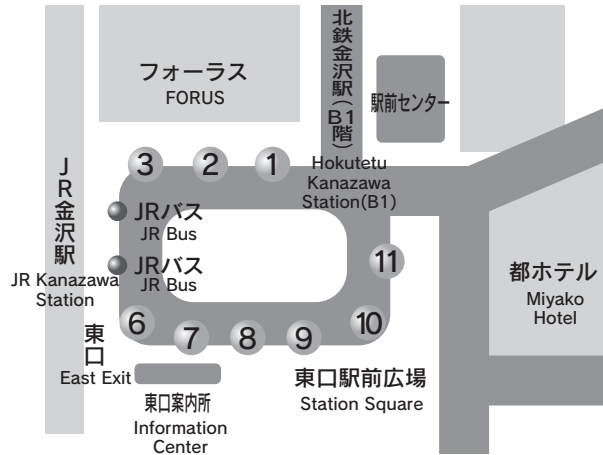 フォーラス
FORUS
北鉄金沢駅(B1階)
Hokutetu
Kanazawa
Station(B1)
駅前センター
3
2
1
JR金沢駅
JR Kanazawa
Station
JRバス
JR Bus
JRバス
JR Bus
11
都ホテル
Miyako
Hotel
6
7
8
9
10
東口
East Exit
東口案内所
Information
Center
東口駅前広場
Station Square